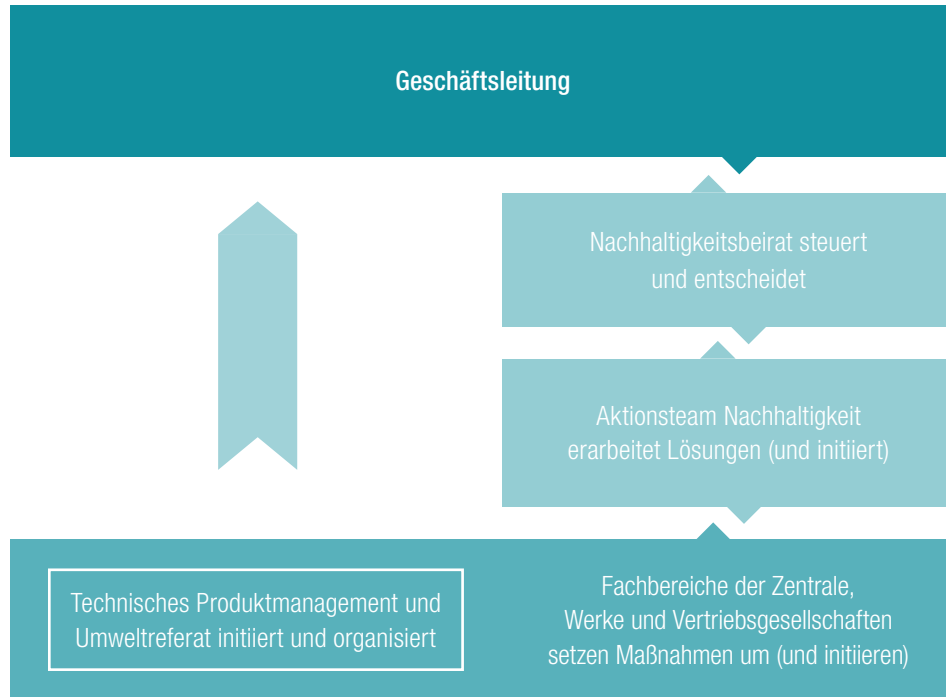 Geschäftsleitung
Nachhaltigkeitsbeirat steuert
und entscheidet
Aktionsteam Nachhaltigkeit
erarbeitet Lösungen (und initiiert)
Technisches Produktmanagement und
Umweltreferat initiiert und organisiert
Fachbereiche der Zentrale,
Werke und Vertriebsgesellschaften
setzen Maßnahmen um (und initiieren)